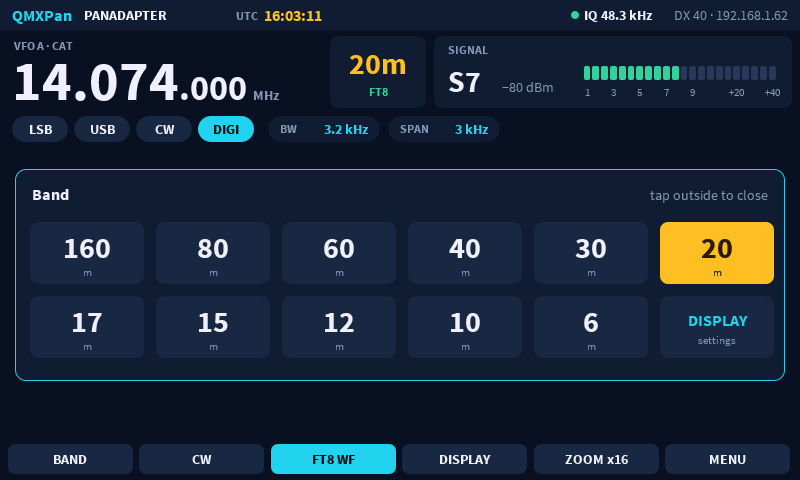 QMXPan PANADAPTER UTC 16:03:11 IQ 48.3 kHz DX 40 · 192.168.1.62
VFO A · CAT
14.074.000 MHz
20m
FT8
SIGNAL
S7 −80 dBm
1 3 5 7 9 +20 +40
LSB USB CW DIGI BW 3.2 kHz SPAN 3 kHz
Band tap outside to close
160 80 60 40 30 20
m m m m m m
17 15 12 10 6 DISPLAY
m m m m m settings
BAND CW FT8 WF DISPLAY ZOOM x16 MENU